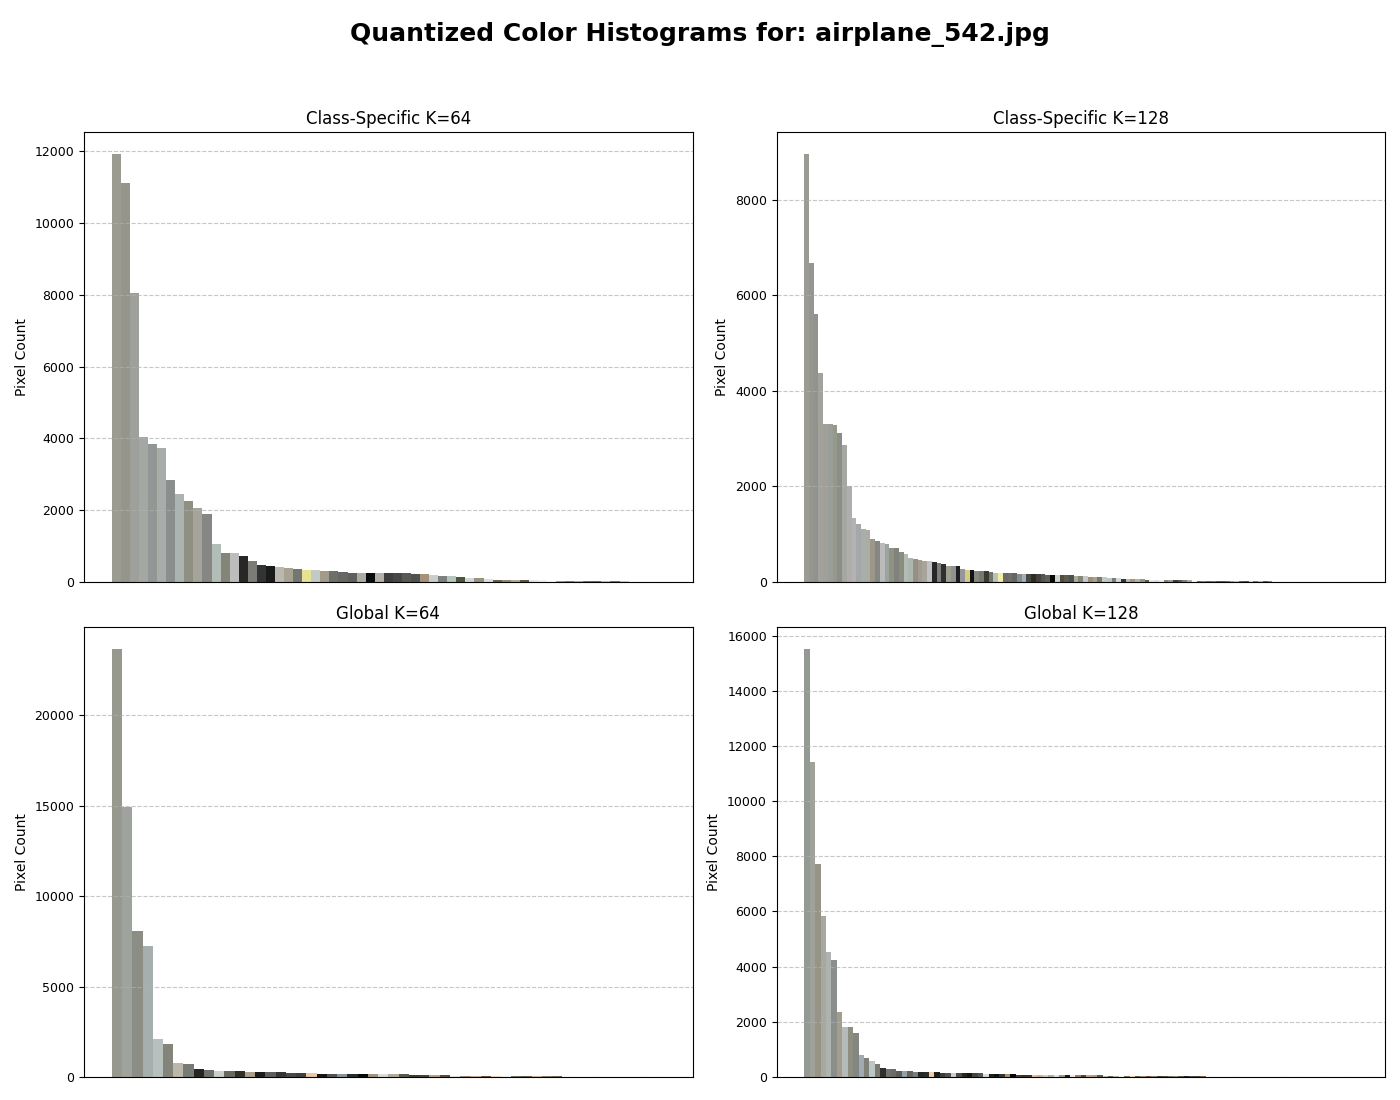 Quantized Color Histograms for: airplane_542.jpg
Class-Specific K=64
12000
10000
8000
6000
4000
2000
0
Pixel Count
Class-Specific K=128
8000
6000
4000
2000
0
Pixel Count
Global K=64
20000
15000
10000
5000
0
Pixel Count
Global K=128
16000
14000
12000
10000
8000
6000
4000
2000
0
Pixel Count